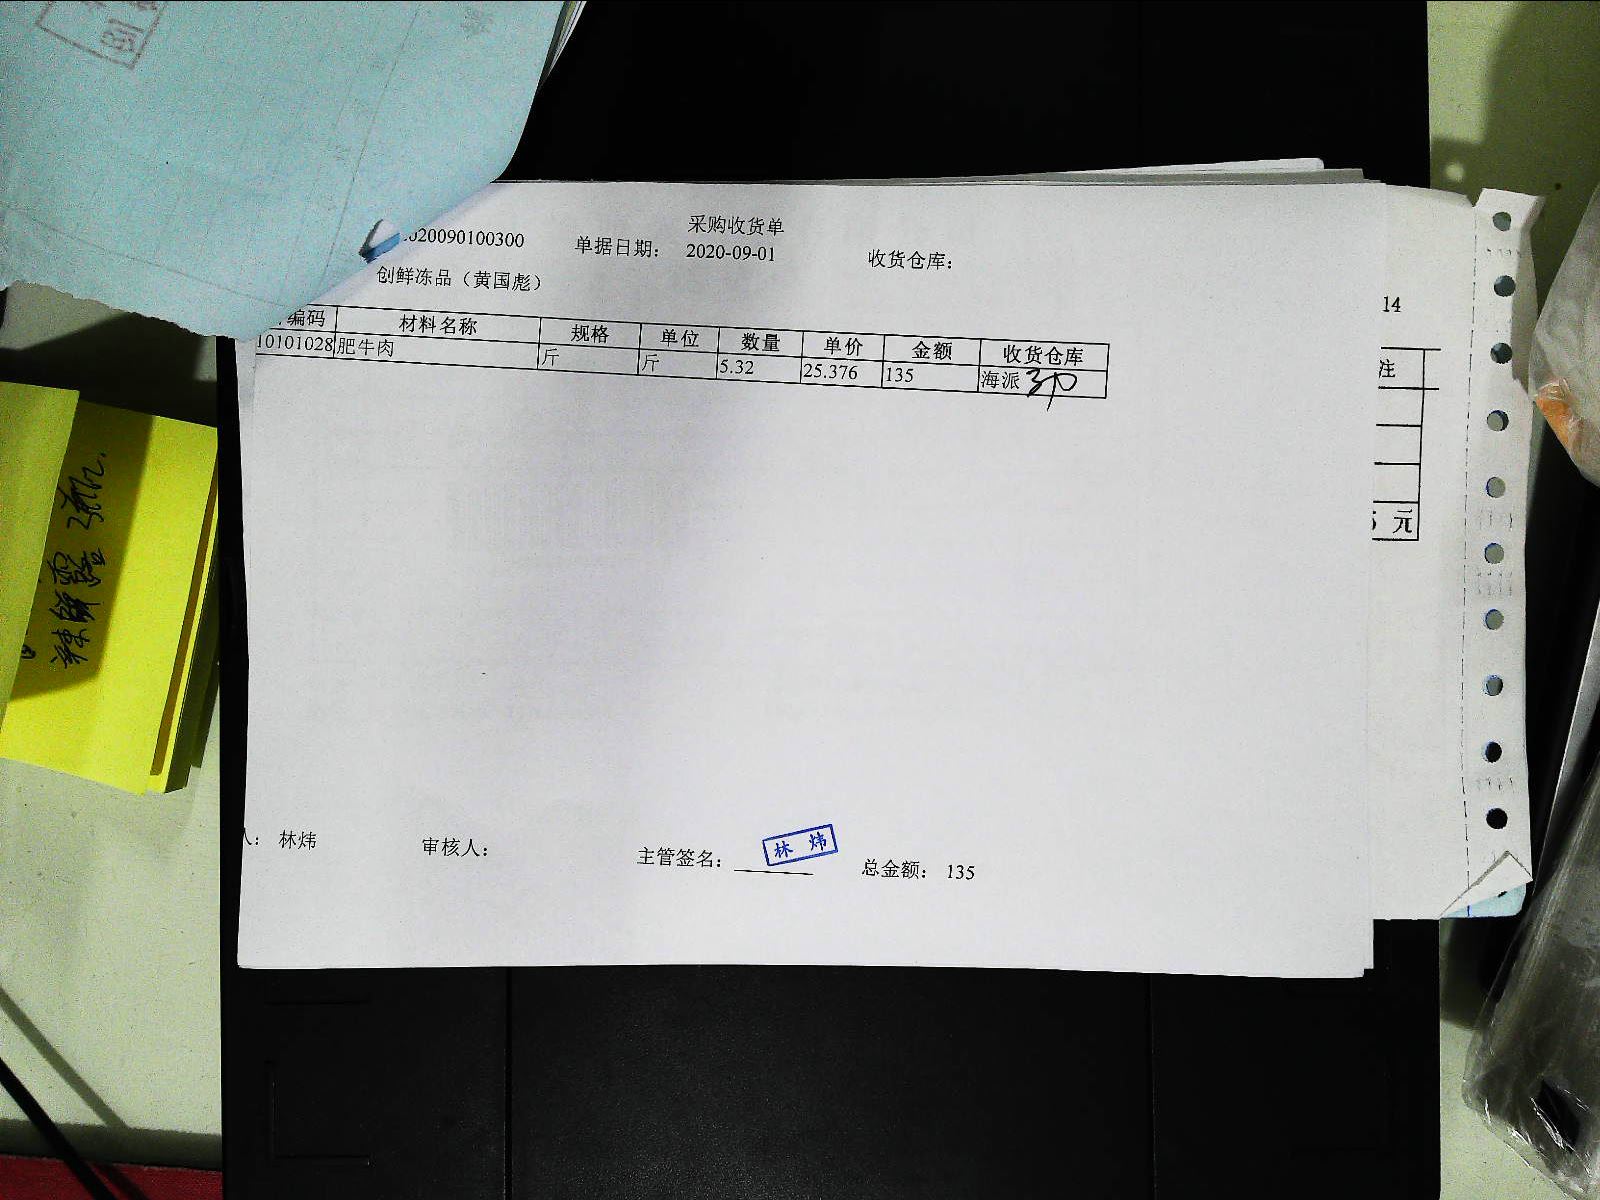 采购收货单
020090100300 单据日期: 2020-09-01 收货仓库:
创鲜冻品（黄国彪）
编码 材料名称 规格 单位 数量 单价 金额 收货仓库
10101028 肥牛肉 斤 斤 5.32 25.376 135 海派
人: 林炜 审核人: 主管签名: 林炜 总金额: 135
14
注
元